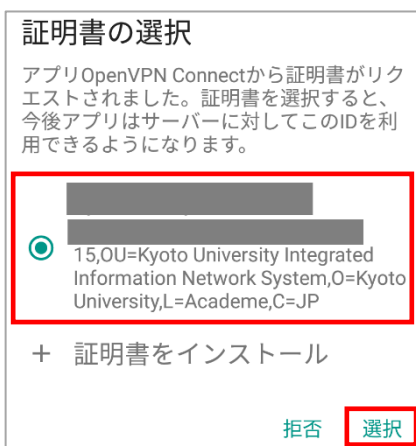 証明書の選択
アプリOpenVPN Connectから証明書がリク
エストされました。証明書を選択すると、
今後アプリはサーバーに対してこのIDを利
用できるようになります。
15,OU=Kyoto University Integrated
Information Network System,O=Kyoto
University,L=Academe,C=JP
+ 証明書をインストール
拒否 選択